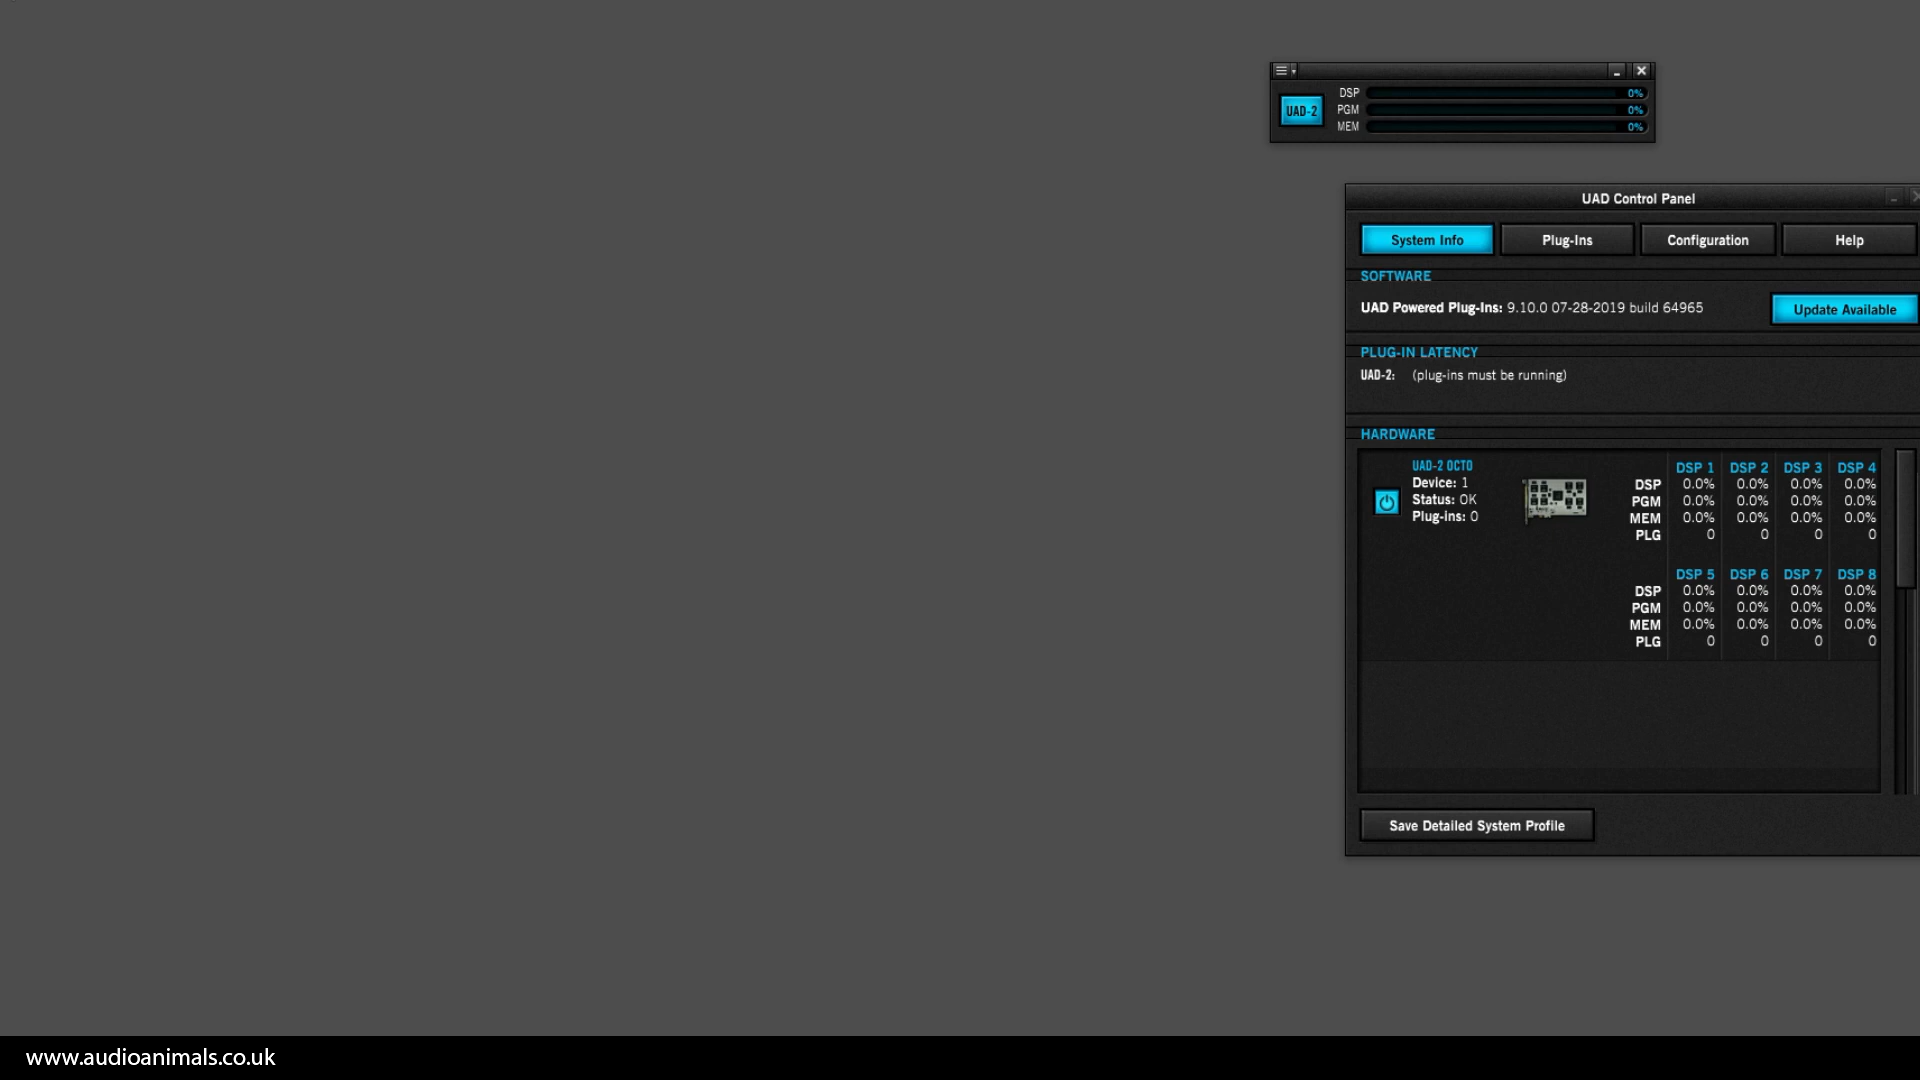 UAD-2
DSP 0%
PGM 0%
MEM 0%
UAD Control Panel
System Info Plug-Ins Configuration Help
SOFTWARE
UAD Powered Plug-Ins: 9.10.0 07-28-2019 build 64965 Update Available
PLUG-IN LATENCY
UAD-2: (plug-ins must be running)
HARDWARE
UAD-2 OCTO
Device: 1
Status: OK
Plug-ins: 0
DSP 1 DSP 2 DSP 3 DSP 4
DSP 0.0% 0.0% 0.0% 0.0%
PGM 0.0% 0.0% 0.0% 0.0%
MEM 0.0% 0.0% 0.0% 0.0%
PLG 0 0 0 0
DSP 5 DSP 6 DSP 7 DSP 8
DSP 0.0% 0.0% 0.0% 0.0%
PGM 0.0% 0.0% 0.0% 0.0%
MEM 0.0% 0.0% 0.0% 0.0%
PLG 0 0 0 0
Save Detailed System Profile
www.audioanimals.co.uk